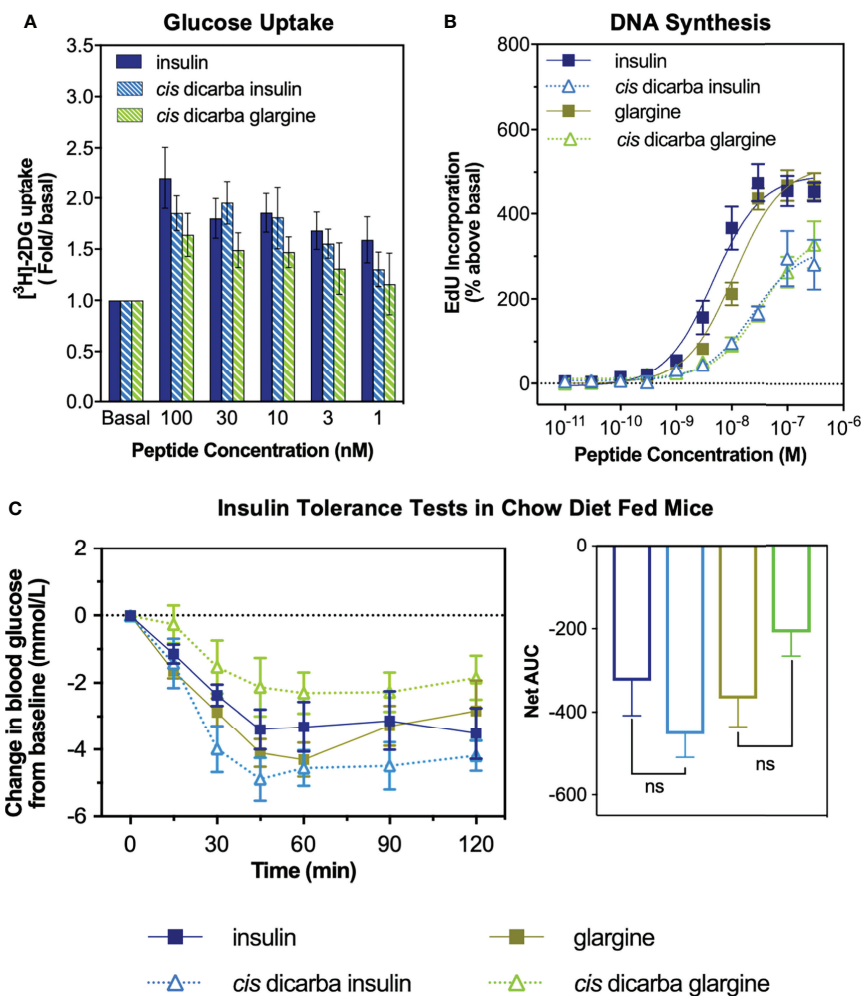 A
Glucose Uptake
3.5
3.0
2.5
2.0
1.5
1.0
0.5
0.0
[³H]-2DG uptake
( Fold/ basal)
insulin
cis dicarba insulin
cis dicarba glargine
Basal 100 30 10 3 1
Peptide Concentration (nM)
B
DNA Synthesis
800
600
400
200
0
EdU Incorporation
(% above basal)
insulin
cis dicarba insulin
glargine
cis dicarba glargine
10⁻¹¹ 10⁻¹⁰ 10⁻⁹ 10⁻⁸ 10⁻⁷ 10⁻⁶
Peptide Concentration (M)
C
Insulin Tolerance Tests in Chow Diet Fed Mice
2
0
-2
-4
-6
Change in blood glucose
from baseline (mmol/L)
0 30 60 90 120
Time (min)
0
-200
-400
-600
Net AUC
ns
ns
insulin
glargine
cis dicarba insulin
cis dicarba glargine